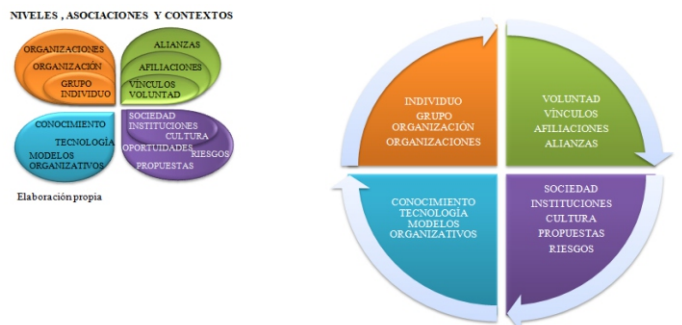 NIVELES , ASOCIACIONES Y CONTEXTOS
ORGANIZACIONES
ORGANIZACIÓN
GRUPO
INDIVIDUO
ALIANZAS
AFILIACIONES
VÍNCULOS
VOLUNTAD
CONOCIMIENTO
TECNOLOGÍA
MODELOS
ORGANIZATIVOS
SOCIEDAD
INSTITUCIONES
CULTURA
OPORTUIDADES
RIESGOS
PROPUESTAS
Elaboración propia
INDIVIDUO
GRUPO
ORGANIZACIÓN
ORGANIZACIONES
VOLUNTAD
VÍNCULOS
AFILIACIONES
ALIANZAS
CONOCIMIENTO
TECNOLOGÍA
MODELOS
ORGANIZATIVOS
SOCIEDAD
INSTITUCIONES
CULTURA
PROPUESTAS
RIESGOS